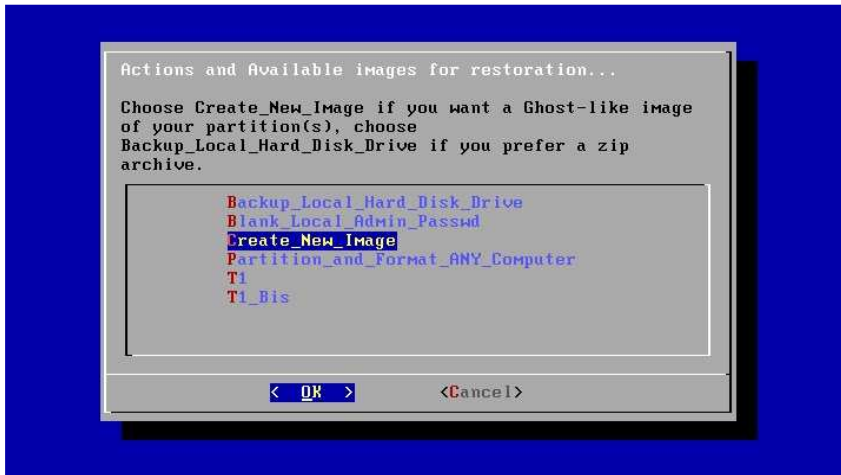 Actions and Available images for restoration...
Choose Create_New_Image if you want a Ghost-like image
of your partition(s), choose
Backup_Local_Hard_Disk_Drive if you prefer a zip
archive.
Backup_Local_Hard_Disk_Drive
Blank_Local_Admin_Passwd
Create_New_Image
Partition_and_Format_ANY_Computer
T1
T1_Bis
< OK > <Cancel>